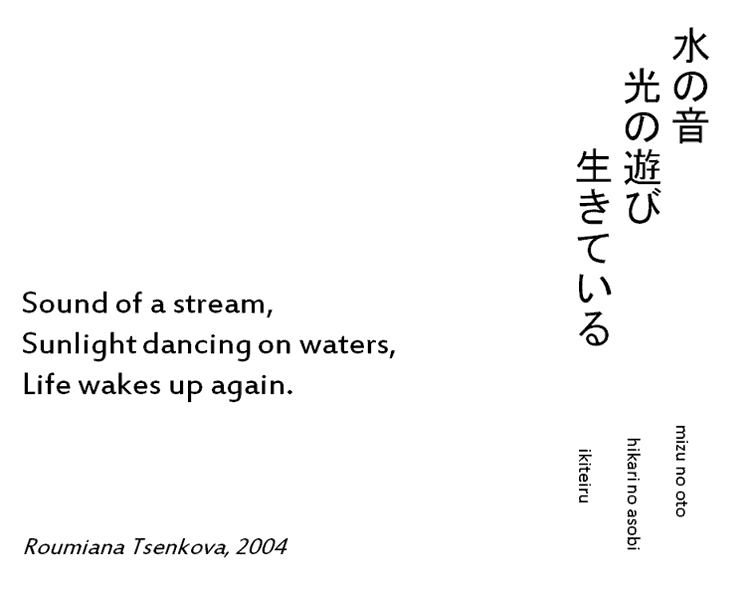 水の音
光の遊び
生きている
Sound of a stream,
Sunlight dancing on waters,
Life wakes up again.
mizu no oto
hikari no asobi
ikiteiru
Roumiana Tsenkova, 2004